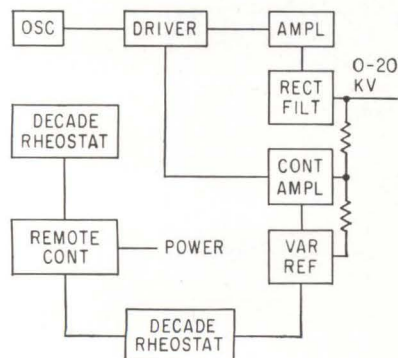 OSC
DRIVER
AMPL
RECT
FILT
0-20
KV
DECADE
RHEOSTAT
CONT
AMPL
REMOTE
CONT
POWER
VAR
REF
DECADE
RHEOSTAT